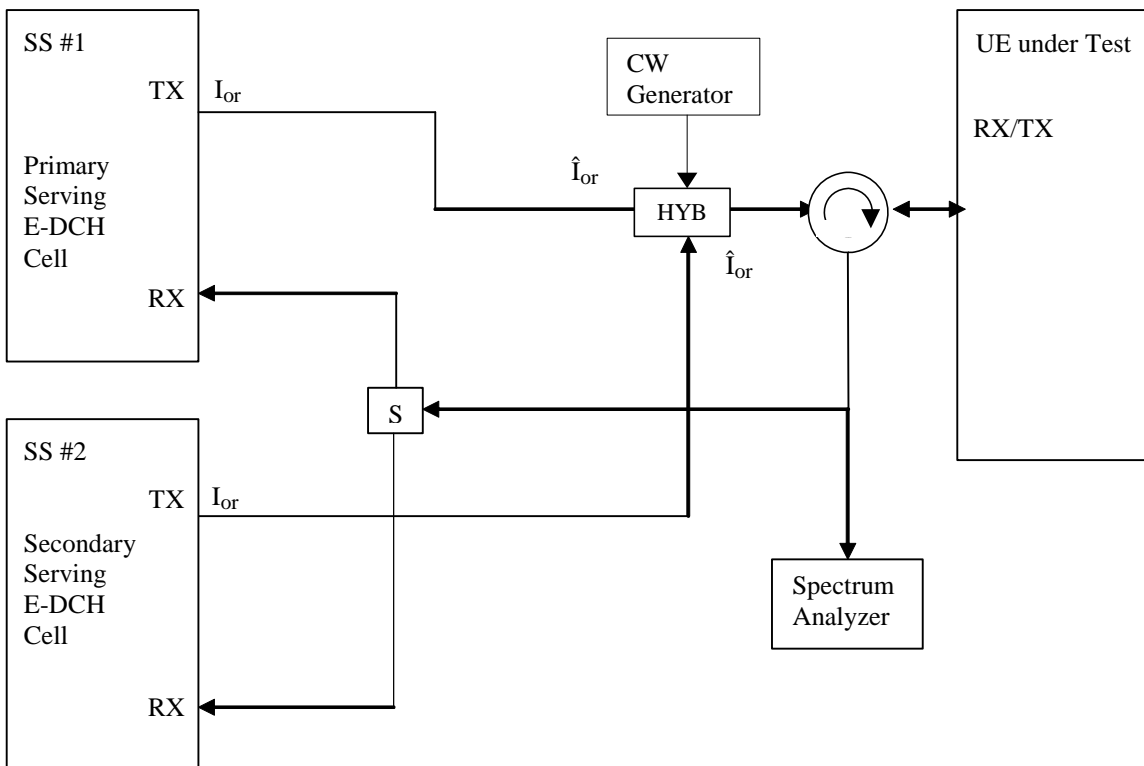 SS #1
TX
I_or
Primary
Serving
E-DCH
Cell
RX
CW
Generator
Î_or
HYB
Î_or
UE under Test
RX/TX
S
SS #2
TX
I_or
Secondary
Serving
E-DCH
Cell
RX
Spectrum
Analyzer